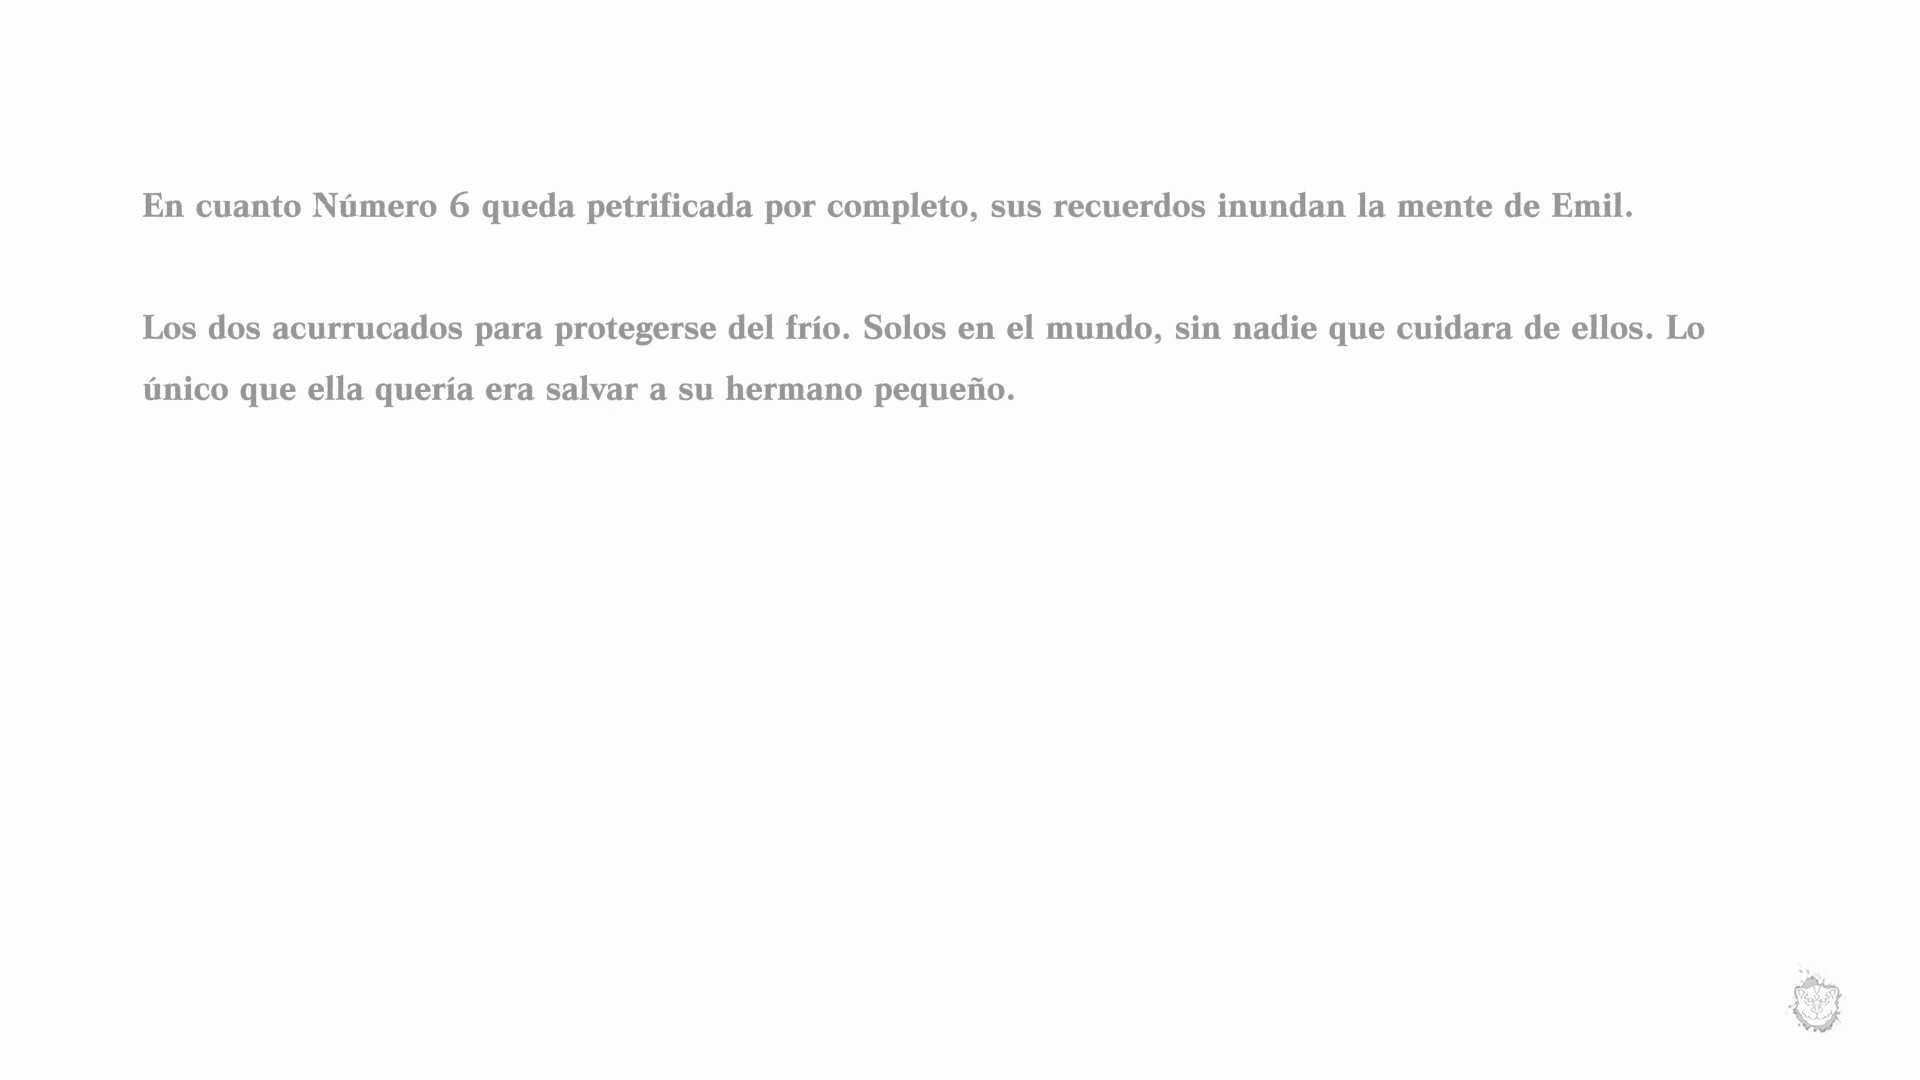 En cuanto Número 6 queda petrificada por completo, sus recuerdos inundan la mente de Emil.
Los dos acurrucados para protegerse del frío. Solos en el mundo, sin nadie que cuidara de ellos. Lo
único que ella quería era salvar a su hermano pequeño.